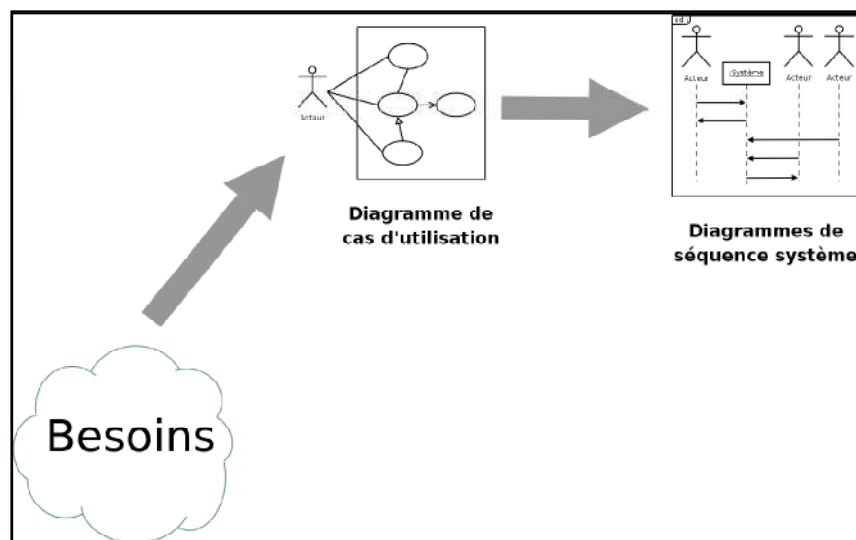 sd
Acteur
:Système
Acteur
Acteur
Acteur
Diagramme de
cas d'utilisation
Diagrammes de
séquence système
Besoins